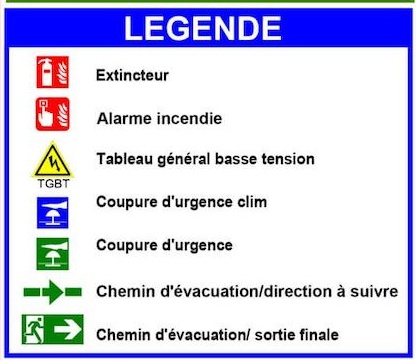 LEGENDE
Extincteur
Alarme incendie
Tableau général basse tension
TGBT
Coupure d'urgence clim
Coupure d'urgence
Chemin d'évacuation/direction à suivre
Chemin d'évacuation/ sortie finale